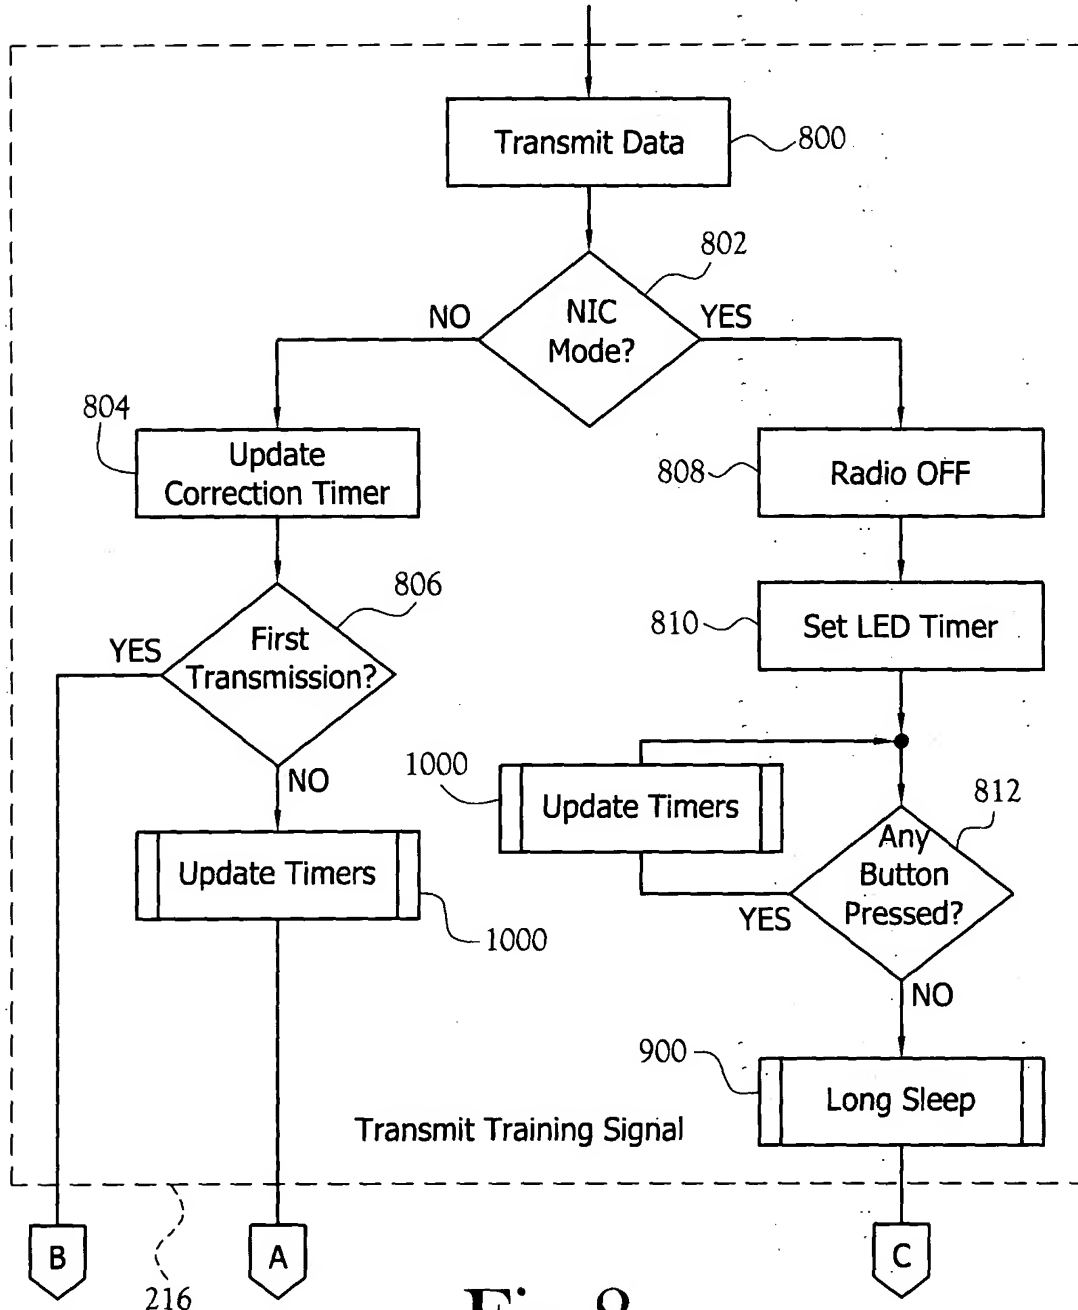 Transmit Data
800
802
NO
NIC
Mode?
YES
804
Update
Correction Timer
808
Radio OFF
806
First
Transmission?
YES
NO
810
Set LED Timer
1000
Update Timers
812
Any
Button
Pressed?
YES
NO
Update Timers
1000
900
Long Sleep
Transmit Training Signal
B
A
C
216
Fig. 8